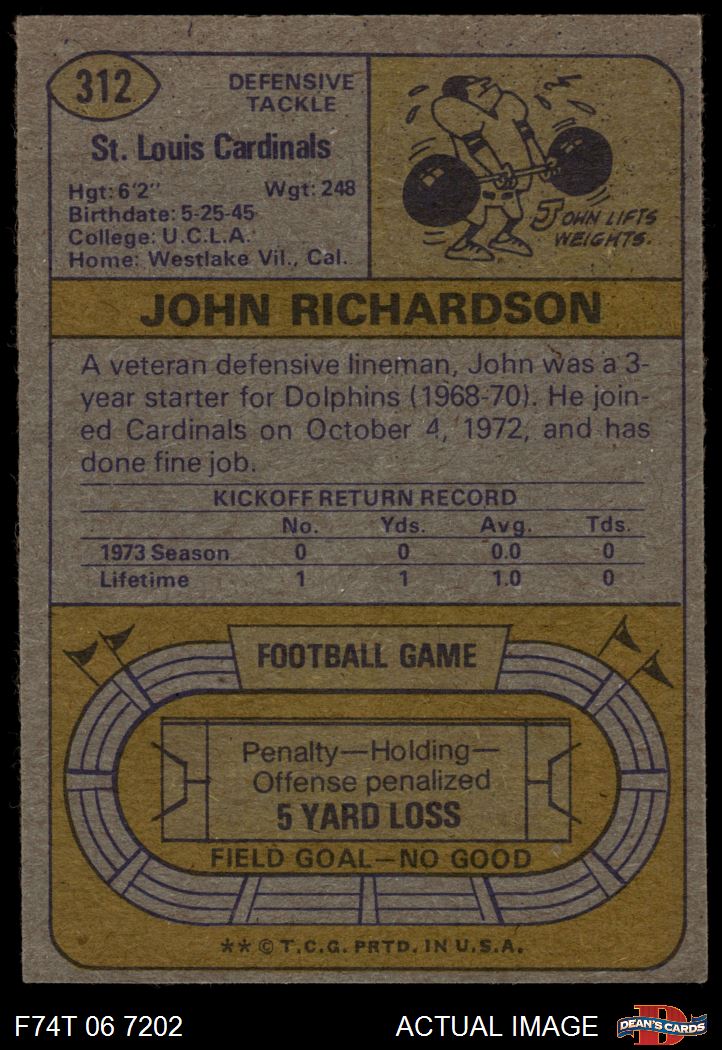 312
DEFENSIVE
TACKLE
St. Louis Cardinals
Hgt: 6'2" Wgt: 248
Birthdate: 5-25-45
College: U.C.L.A.
Home: Westlake Vil., Cal.
JOHN LIFTS
WEIGHTS.
JOHN RICHARDSON
A veteran defensive lineman, John was a 3-
year starter for Dolphins (1968-70). He join-
ed Cardinals on October 4, 1972, and has
done fine job.
KICKOFF RETURN RECORD
No. Yds. Avg. Tds.
1973 Season 0 0 0.0 0
Lifetime 1 1 1.0 0
FOOTBALL GAME
Penalty—Holding—
Offense penalized
5 YARD LOSS
FIELD GOAL—NO GOOD
** © T.C.G. PRTD. IN U.S.A.
F74T 06 7202 ACTUAL IMAGE
D
DEAN'S CARDS